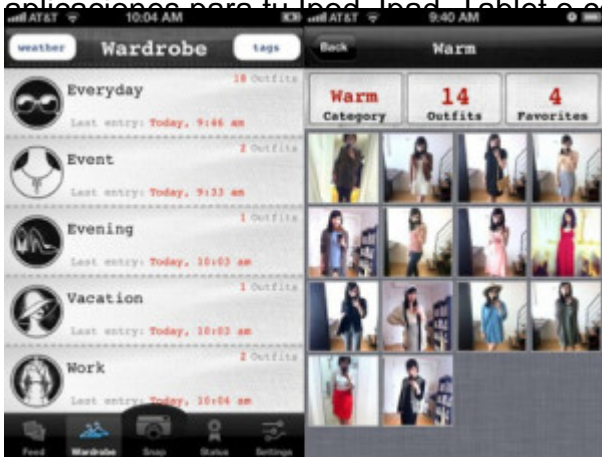 aplicaciones para tu Ipod, Ipad, Tablet o
AT&T 10:04 AM
weather Wardrobe tags
18 Outfits
Everyday
Last entry: Today, 9:46 am
2 Outfits
Event
Last entry: Today, 9:33 am
1 Outfits
Evening
Last entry: Today, 10:03 am
1 Outfits
Vacation
Last entry: Today, 10:03 am
2 Outfits
Work
Last entry: Today, 10:04 am
Feed Wardrobe Snap Status Settings
AT&T 9:40 AM
Back Warm
Warm 14 4
Category Outfits Favorites